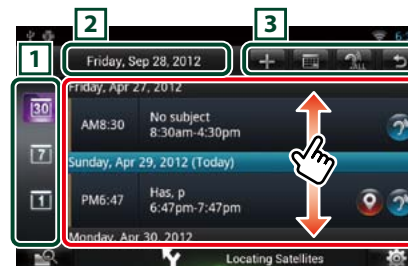 2
3
1
Friday, Sep 28, 2012
ALL
Friday, Apr 27, 2012
30
AM8:30
No subject
8:30am-4:30pm
7
Sunday, Apr 29, 2012 (Today)
1
PM6:47
Has, p
6:47pm-7:47pm
Monday, Apr 30, 2012
Locating Satellites